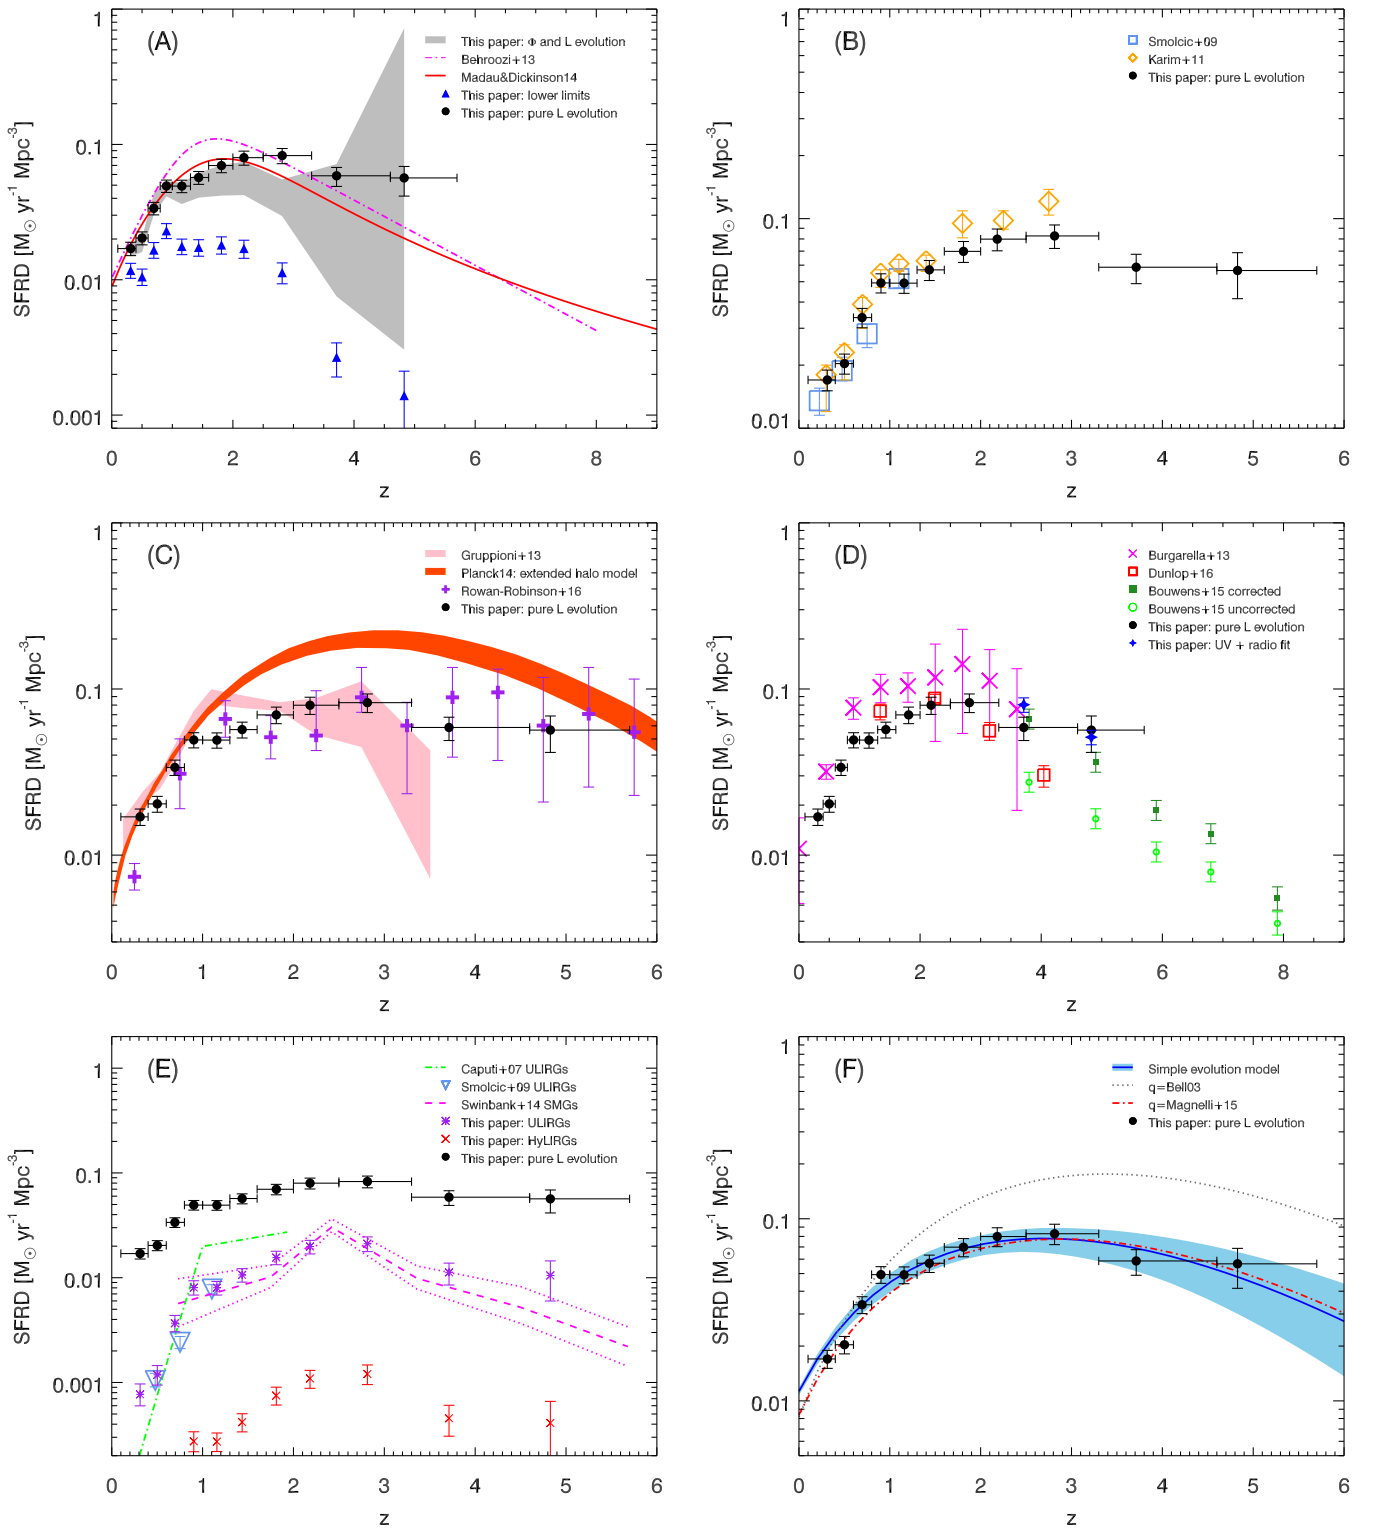 (A)
This paper: Φ and L evolution
Behroozi+13
Madau&Dickinson14
This paper: lower limits
This paper: pure L evolution
1
0.1
0.01
0.001
SFRD [M⊙ yr-1 Mpc-3]
0 2 4 6 8
z
(B)
Smolcic+09
Karim+11
This paper: pure L evolution
1
0.1
0.01
SFRD [M⊙ yr-1 Mpc-3]
0 1 2 3 4 5 6
z
(C)
Gruppioni+13
Planck14: extended halo model
Rowan-Robinson+16
This paper: pure L evolution
1
0.1
0.01
SFRD [M⊙ yr-1 Mpc-3]
0 1 2 3 4 5 6
z
(D)
Burgarella+13
Dunlop+16
Bouwens+15 corrected
Bouwens+15 uncorrected
This paper: pure L evolution
This paper: UV + radio fit
1
0.1
0.01
SFRD [M⊙ yr-1 Mpc-3]
0 2 4 6 8
z
(E)
Caputi+07 ULIRGs
Smolcic+09 ULIRGs
Swinbank+14 SMGs
This paper: ULIRGs
This paper: HyLIRGs
This paper: pure L evolution
1
0.1
0.010
0.001
SFRD [M⊙ yr-1 Mpc-3]
0 1 2 3 4 5 6
z
(F)
Simple evolution model
q=Bell03
q=Magnelli+15
This paper: pure L evolution
1
0.1
0.01
SFRD [M⊙ yr-1 Mpc-3]
0 1 2 3 4 5 6
z